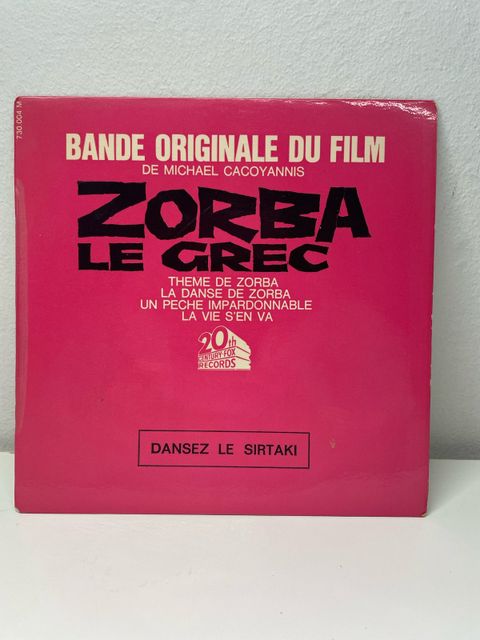 730.004 M
BANDE ORIGINALE DU FILM
DE MICHAEL CACOYANNIS
ZORBA
LE GREC
THEME DE ZORBA
LA DANSE DE ZORBA
UN PECHE IMPARDONNABLE
LA VIE S'EN VA
20th
CENTURY FOX
RECORDS
DANSEZ LE SIRTAKI